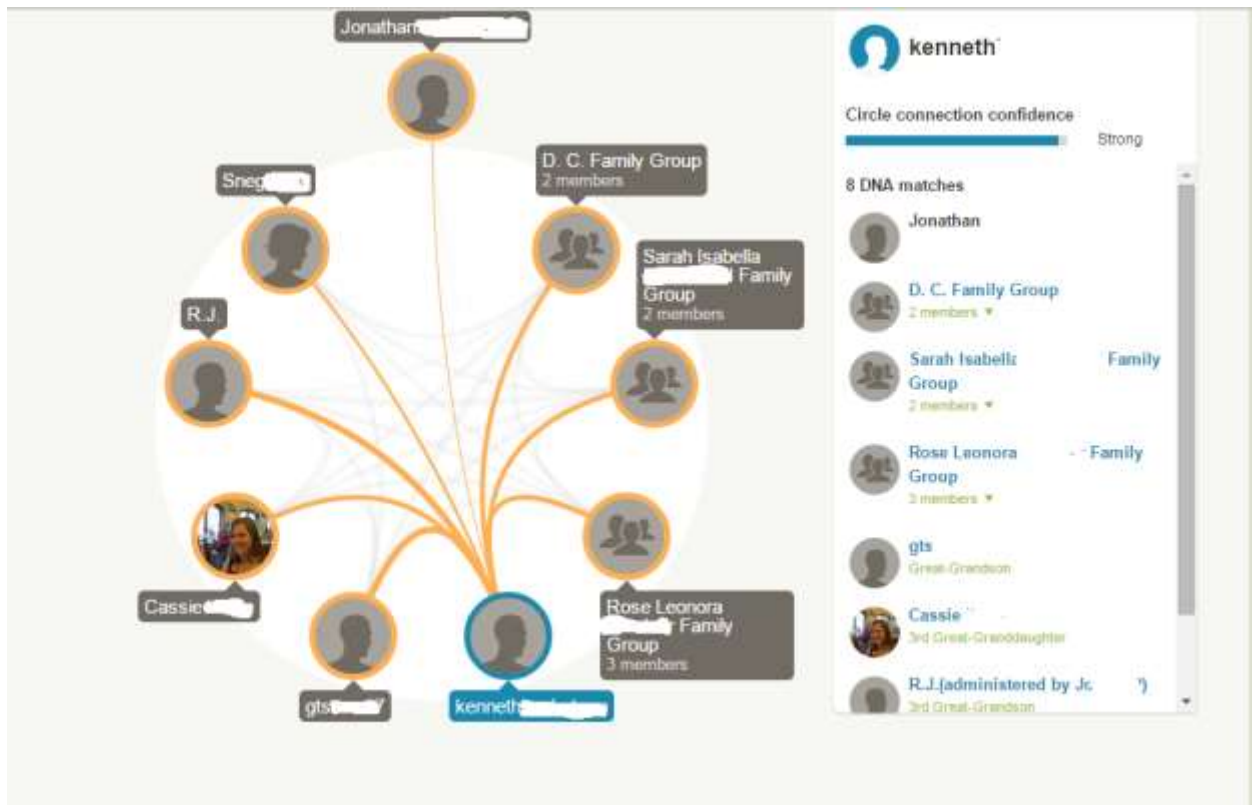 Jonathan
D. C. Family Group
2 members
Sneg
Sarah Isabella
Family
Group
2 members
R.J.
Cassie
Rose Leonora
Family
Group
3 members
gts
kenneth
kenneth
Circle connection confidence
Strong
8 DNA matches
Jonathan
D. C. Family Group
2 members
Sarah Isabella Family
Group
2 members
Rose Leonora Family
Group
3 members
gts
Great-Grandson
Cassie
3rd Great-Granddaughter
R.J.(administered by
3rd Great-Grandson